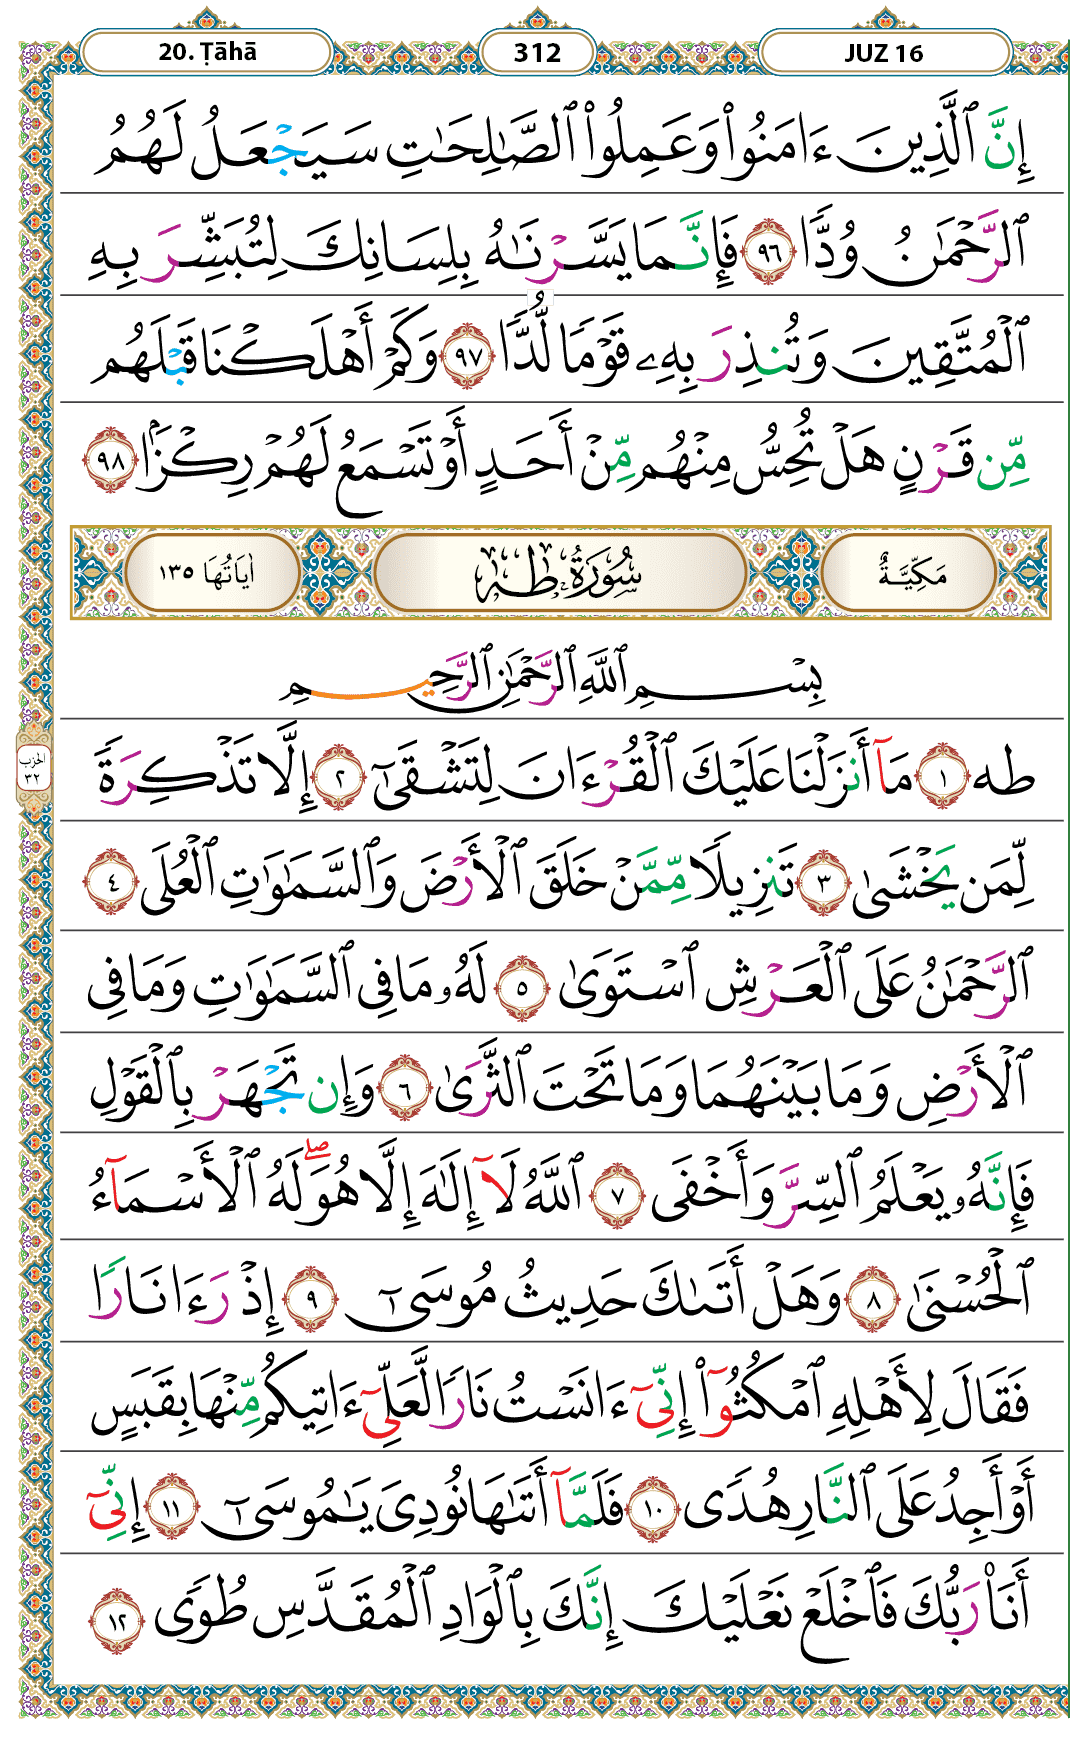 20. Ṭāhā 312 JUZ 16
إِنَّ ٱلَّذِينَ ءَامَنُوا۟ وَعَمِلُوا۟ ٱلصَّـٰلِحَـٰتِ سَيَجْعَلُ لَهُمُ
ٱلرَّحْمَـٰنُ وُدًّا ٩٦ فَإِنَّمَا يَسَّرْنَـٰهُ بِلِسَانِكَ لِتُبَشِّرَ بِهِ
ٱلْمُتَّقِينَ وَتُنذِرَ بِهِۦ قَوْمًا لُّدًّا ٩٧ وَكَمْ أَهْلَكْنَا قَبْلَهُم
مِّن قَرْنٍ هَلْ تُحِسُّ مِنْهُم مِّنْ أَحَدٍ أَوْ تَسْمَعُ لَهُمْ رِكْزًۢا ٩٨
مَكِّيَّةٌ سُورَةُ طه اٰيَاتُهَا ١٣٥
بِسْمِ ٱللَّهِ ٱلرَّحْمَـٰنِ ٱلرَّحِيمِ
طه ١ مَآ أَنزَلْنَا عَلَيْكَ ٱلْقُرْءَانَ لِتَشْقَىٰٓ ٢ إِلَّا تَذْكِرَةً
الحزب
٣٢
لِّمَن يَخْشَىٰ ٣ تَنزِيلًا مِّمَّنْ خَلَقَ ٱلْأَرْضَ وَٱلسَّمَـٰوَٰتِ ٱلْعُلَى ٤
ٱلرَّحْمَـٰنُ عَلَى ٱلْعَرْشِ ٱسْتَوَىٰ ٥ لَهُۥ مَا فِى ٱلسَّمَـٰوَٰتِ وَمَا فِى
ٱلْأَرْضِ وَمَا بَيْنَهُمَا وَمَا تَحْتَ ٱلثَّرَىٰ ٦ وَإِن تَجْهَرْ بِٱلْقَوْلِ
فَإِنَّهُۥ يَعْلَمُ ٱلسِّرَّ وَأَخْفَى ٧ ٱللَّهُ لَآ إِلَـٰهَ إِلَّا هُوَ ۖ لَهُ ٱلْأَسْمَآءُ
ٱلْحُسْنَىٰ ٨ وَهَلْ أَتَىٰكَ حَدِيثُ مُوسَىٰٓ ٩ إِذْ رَءَا نَارًا
فَقَالَ لِأَهْلِهِ ٱمْكُثُوٓا۟ إِنِّىٓ ءَانَسْتُ نَارًا لَّعَلِّىٓ ءَاتِيكُم مِّنْهَا بِقَبَسٍ
أَوْ أَجِدُ عَلَى ٱلنَّارِ هُدًى ١٠ فَلَمَّآ أَتَىٰهَا نُودِىَ يَـٰمُوسَىٰٓ ١١ إِنِّىٓ
أَنَا۠ رَبُّكَ فَٱخْلَعْ نَعْلَيْكَ إِنَّكَ بِٱلْوَادِ ٱلْمُقَدَّسِ طُوًى ١٢